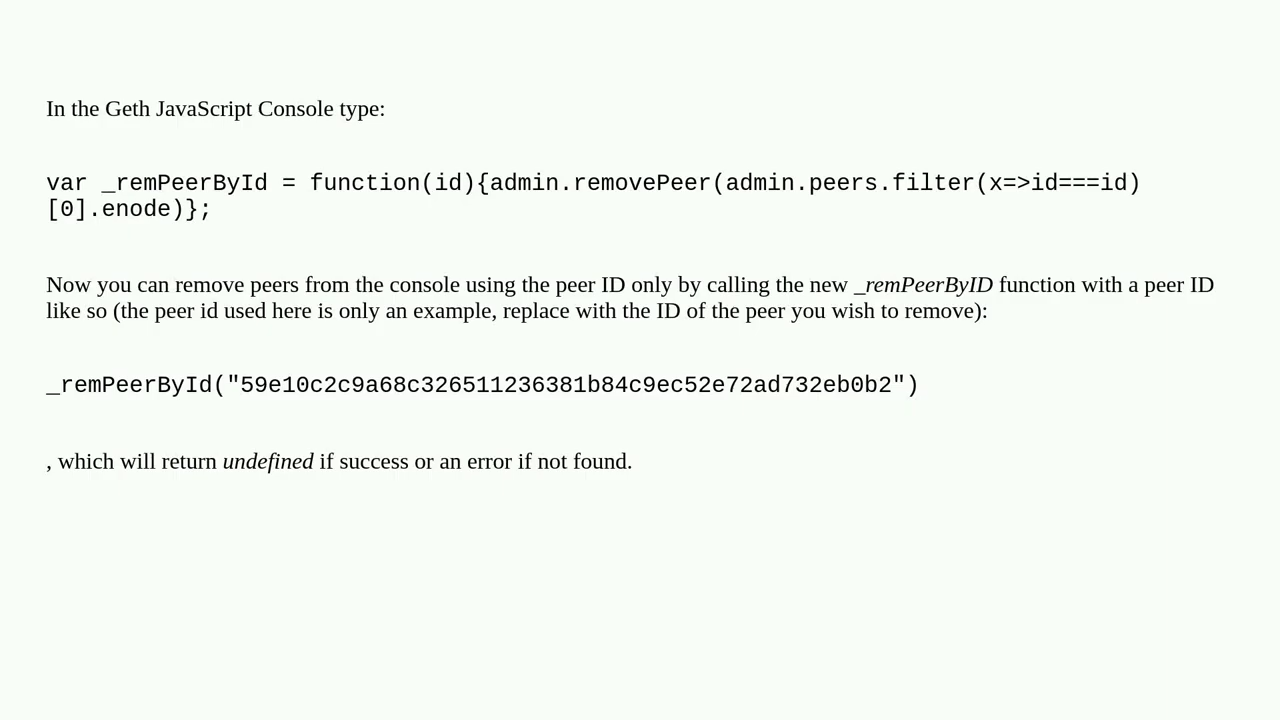 In the Geth JavaScript Console type:
var _remPeerById = function(id){admin.removePeer(admin.peers.filter(x=>id===id)
[0].enode)};
Now you can remove peers from the console using the peer ID only by calling the new _remPeerByID function with a peer ID
like so (the peer id used here is only an example, replace with the ID of the peer you wish to remove):
_remPeerById("59e10c2c9a68c326511236381b84c9ec52e72ad732eb0b2")
, which will return undefined if success or an error if not found.